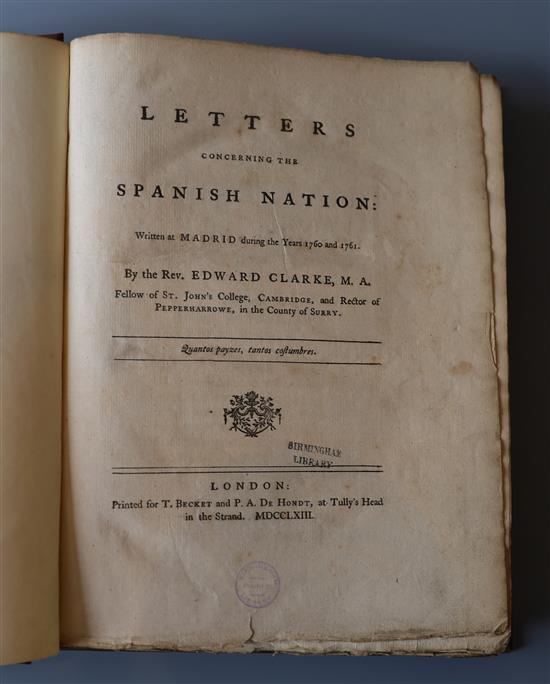 LETTERS
CONCERNING THE
SPANISH NATION:
Written at MADRID during the Years 1760 and 1761.
By the Rev. EDWARD CLARKE, M. A.
Fellow of ST. JOHN'S College, CAMBRIDGE, and Rector of
PEPPERHARROWE, in the County of SURRY.
Quantos payzes, tantos coſtumbres.
BIRMINGHAM
LIBRARY
LONDON:
Printed for T. BECKET and P. A. DE HONDT, at Tully's Head
in the Strand. MDCCLXIII.